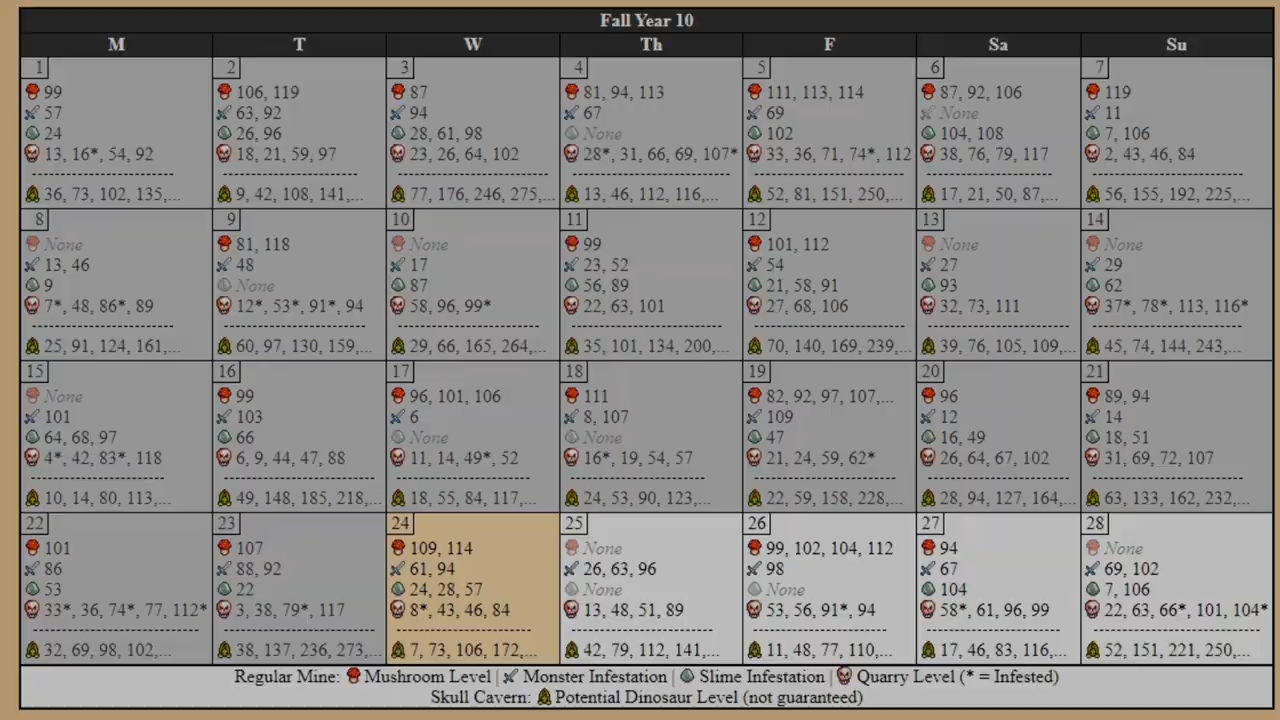 Fall Year 10
M T W Th F Sa Su
1 2 3 4 5 6 7
99 106, 119 87 81, 94, 113 111, 113, 114 87, 92, 106 119
57 63, 92 94 67 69 None 11
24 26, 96 28, 61, 98 None 102 104, 108 7, 106
13, 16*, 54, 92 18, 21, 59, 97 23, 26, 64, 102 28*, 31, 66, 69, 107* 33, 36, 71, 74*, 112 38, 76, 79, 117 2, 43, 46, 84
36, 73, 102, 135,... 9, 42, 108, 141,... 77, 176, 246, 275,... 13, 46, 112, 116,... 52, 81, 151, 250,... 17, 21, 50, 87,... 56, 155, 192, 225,...
8 9 10 11 12 13 14
None 81, 118 None 99 101, 112 None None
13, 46 48 17 23, 52 54 27 29
9 None 87 56, 89 21, 58, 91 93 62
7*, 48, 86*, 89 12*, 53*, 91*, 94 58, 96, 99* 22, 63, 101 27, 68, 106 32, 73, 111 37*, 78*, 113, 116*
25, 91, 124, 161,... 60, 97, 130, 159,... 29, 66, 165, 264,... 35, 101, 134, 200,... 70, 140, 169, 239,... 39, 76, 105, 109,... 45, 74, 144, 243,...
15 16 17 18 19 20 21
None 99 96, 101, 106 111 82, 92, 97, 107,... 96 89, 94
101 103 6 8, 107 109 12 14
64, 68, 97 66 None None 47 16, 49 18, 51
4*, 42, 83*, 118 6, 9, 44, 47, 88 11, 14, 49*, 52 16*, 19, 54, 57 21, 24, 59, 62* 26, 64, 67, 102 31, 69, 72, 107
10, 14, 80, 113,... 49, 148, 185, 218,... 18, 55, 84, 117,... 24, 53, 90, 123,... 22, 59, 158, 228,... 28, 94, 127, 164,... 63, 133, 162, 232,...
22 23 24 25 26 27 28
101 107 109, 114 None 99, 102, 104, 112 94 None
86 88, 92 61, 94 26, 63, 96 98 67 69, 102
53 22 24, 28, 57 None None 104 7, 106
33*, 36, 74*, 77, 112* 3, 38, 79*, 117 8*, 43, 46, 84 13, 48, 51, 89 53, 56, 91*, 94 58*, 61, 96, 99 22, 63, 66*, 101, 104*
32, 69, 98, 102,... 38, 137, 236, 273,... 7, 73, 106, 172,... 42, 79, 112, 141,... 11, 48, 77, 110,... 17, 46, 83, 116,... 52, 151, 221, 250,...
Regular Mine: Mushroom Level | Monster Infestation | Slime Infestation | Quarry Level (* = Infested)
Skull Cavern: Potential Dinosaur Level (not guaranteed)